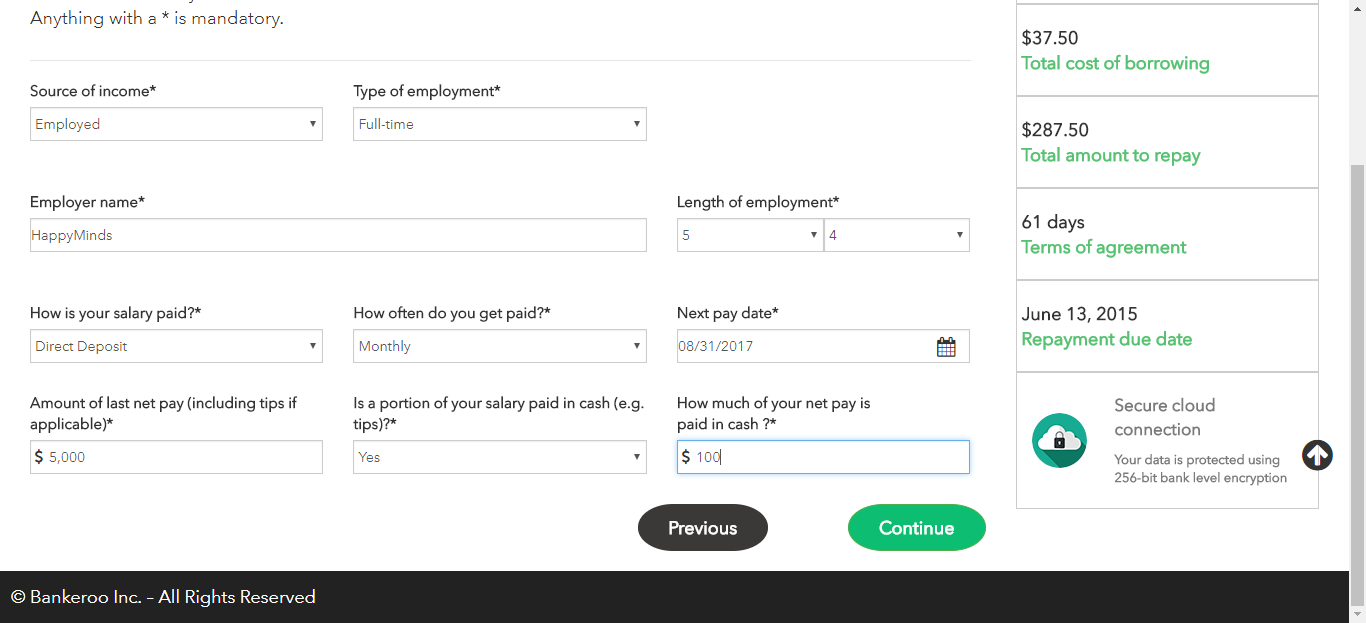 Anything with a * is mandatory.
Source of income*
Type of employment*
Employed
Full-time
Employer name*
Length of employment*
HappyMinds
5
4
How is your salary paid?*
How often do you get paid?*
Next pay date*
Direct Deposit
Monthly
08/31/2017
Amount of last net pay (including tips if
applicable)*
Is a portion of your salary paid in cash (e.g.
tips)?*
How much of your net pay is
paid in cash ?*
$ 5,000
Yes
$ 100
Previous
Continue
$37.50
Total cost of borrowing
$287.50
Total amount to repay
61 days
Terms of agreement
June 13, 2015
Repayment due date
Secure cloud
connection
Your data is protected using
256-bit bank level encryption
© Bankeroo Inc. – All Rights Reserved